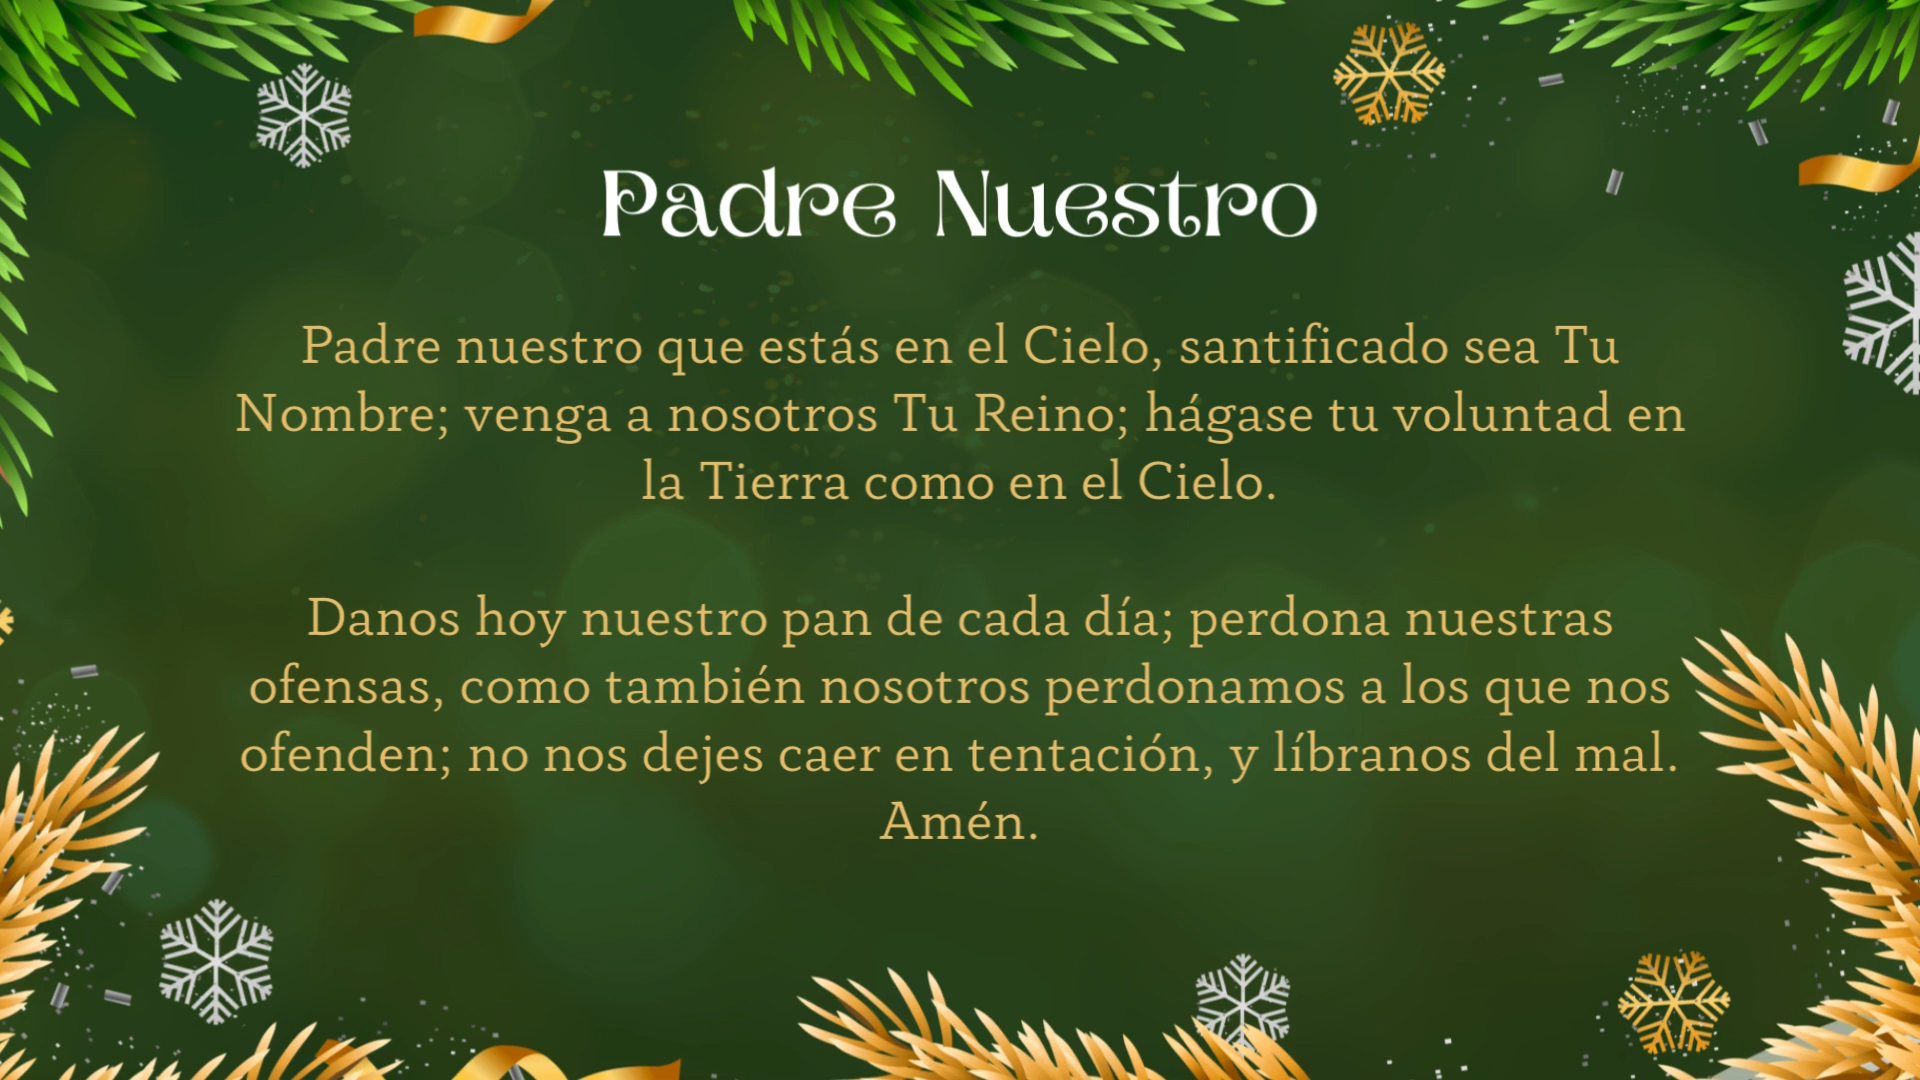 Padre Nuestro
Padre nuestro que estás en el Cielo, santificado sea Tu
Nombre; venga a nosotros Tu Reino; hágase tu voluntad en
la Tierra como en el Cielo.
Danos hoy nuestro pan de cada día; perdona nuestras
ofensas, como también nosotros perdonamos a los que nos
ofenden; no nos dejes caer en tentación, y líbranos del mal.
Amén.